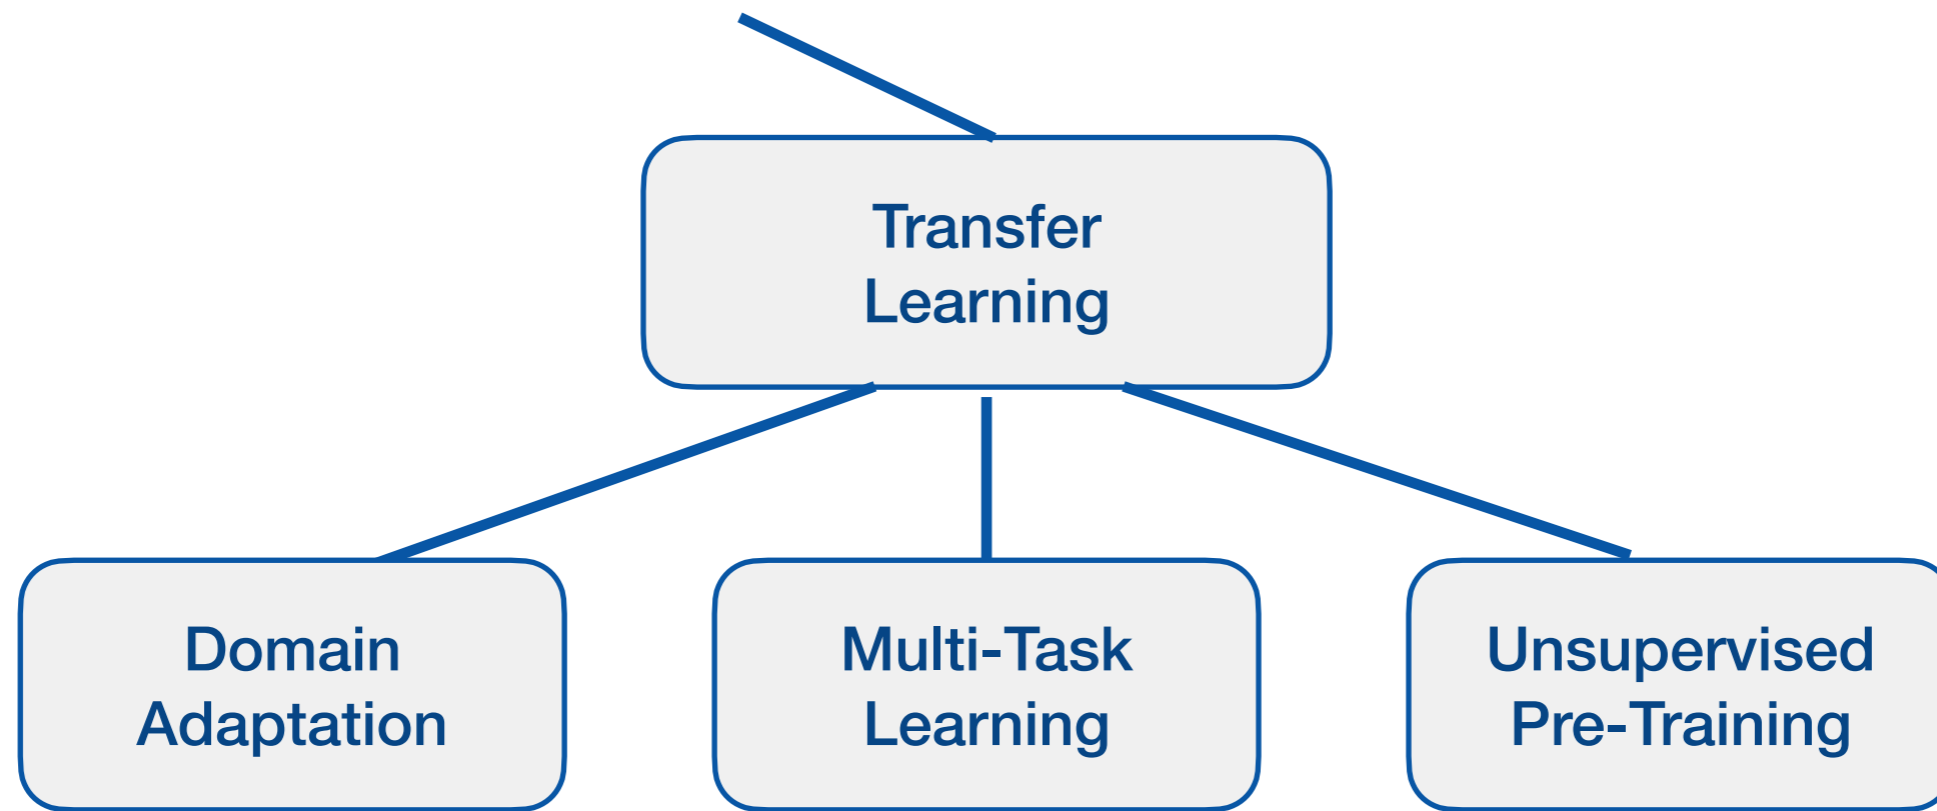 Transfer
Learning
Domain
Adaptation
Multi-Task
Learning
Unsupervised
Pre-Training